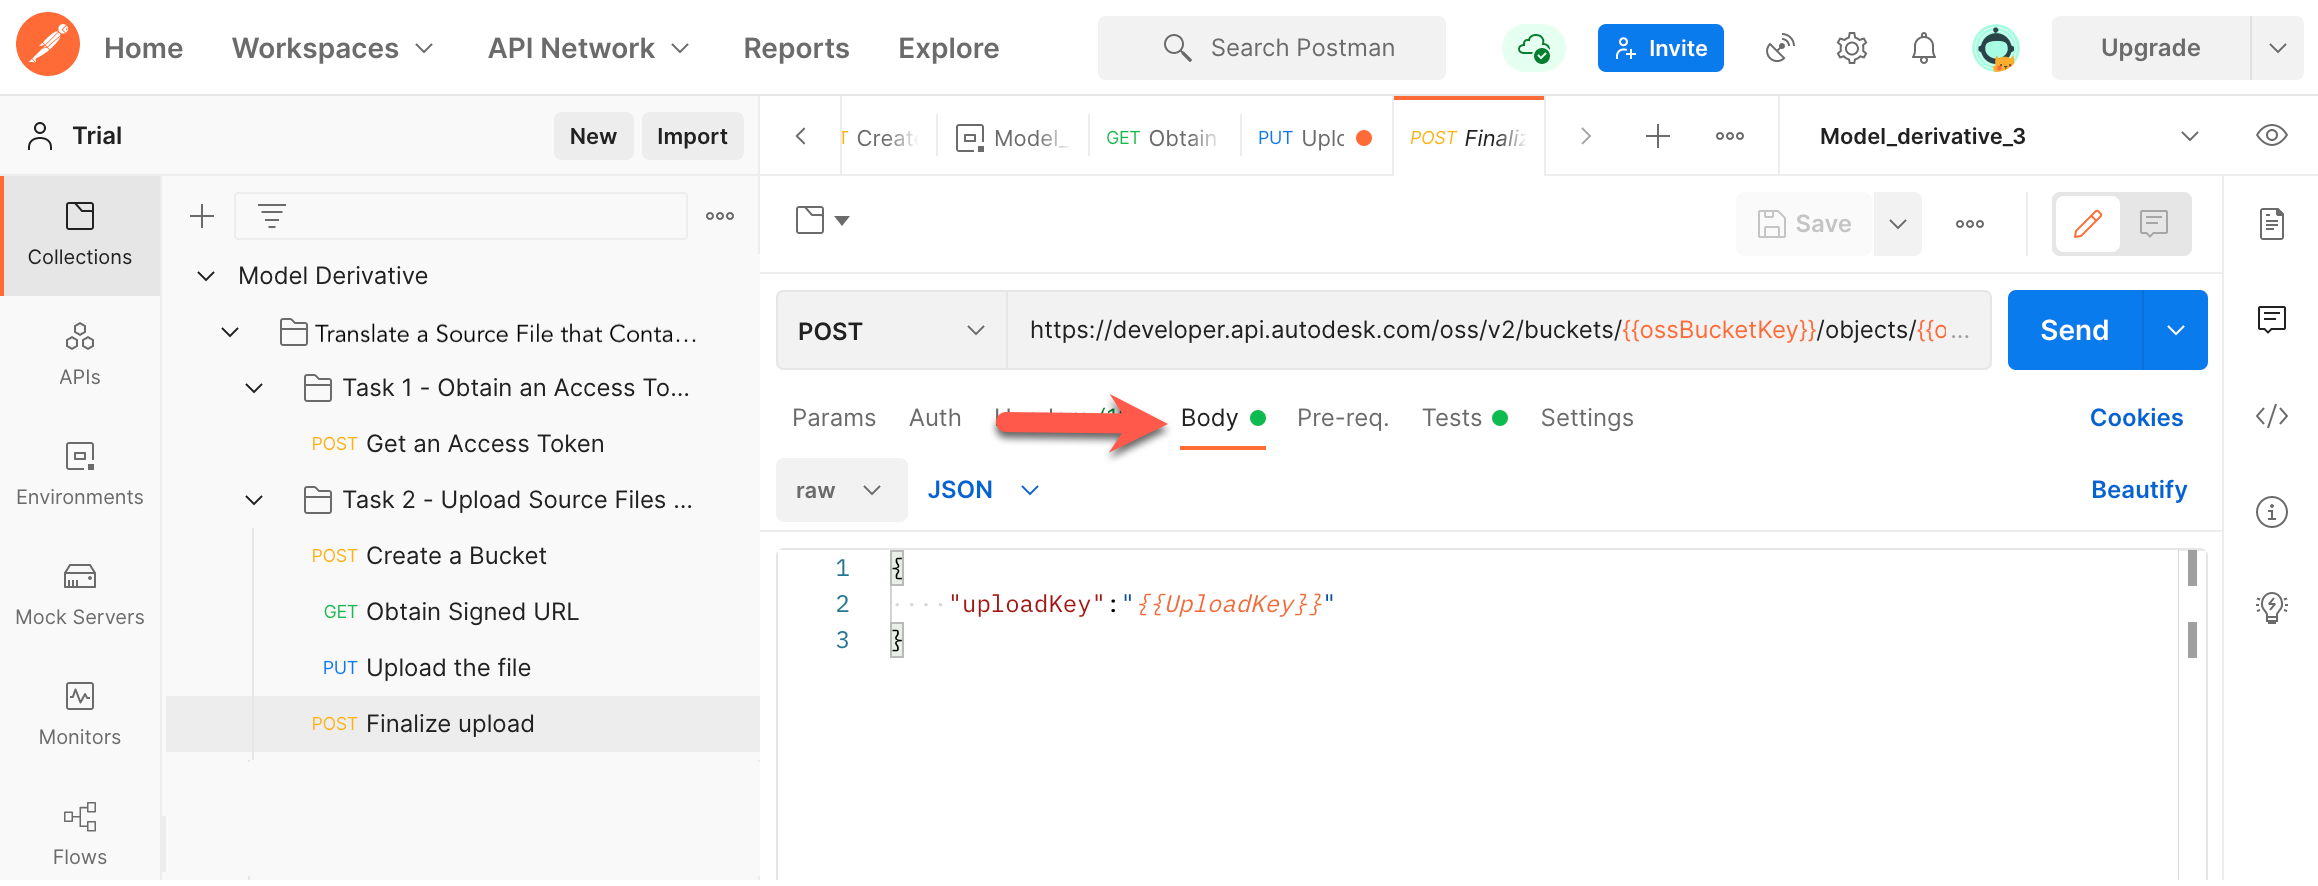 Home Workspaces API Network Reports Explore Search Postman Invite Upgrade
Trial New Import
Create Model_ GET Obtain PUT Uplo POST Finaliz Model_derivative_3
Collections
APIs
Environments
Mock Servers
Monitors
Flows
Model Derivative
Translate a Source File that Conta...
Task 1 - Obtain an Access To...
POST Get an Access Token
Task 2 - Upload Source Files ...
POST Create a Bucket
GET Obtain Signed URL
PUT Upload the file
POST Finalize upload
Save
POST https://developer.api.autodesk.com/oss/v2/buckets/{{ossBucketKey}}/objects/{{o... Send
Params Auth Body Pre-req. Tests Settings Cookies
raw JSON Beautify
1 {
2 ····"uploadKey":"{{UploadKey}}"
3 }